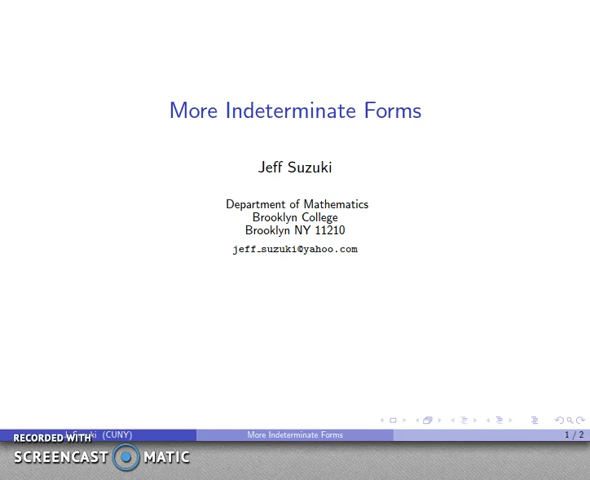 More Indeterminate Forms
Jeff Suzuki
Department of Mathematics
Brooklyn College
Brooklyn NY 11210
jeff_suzuki@yahoo.com
(CUNY)
More Indeterminate Forms
1 / 2
RECORDED WITH
SCREENCAST MATIC